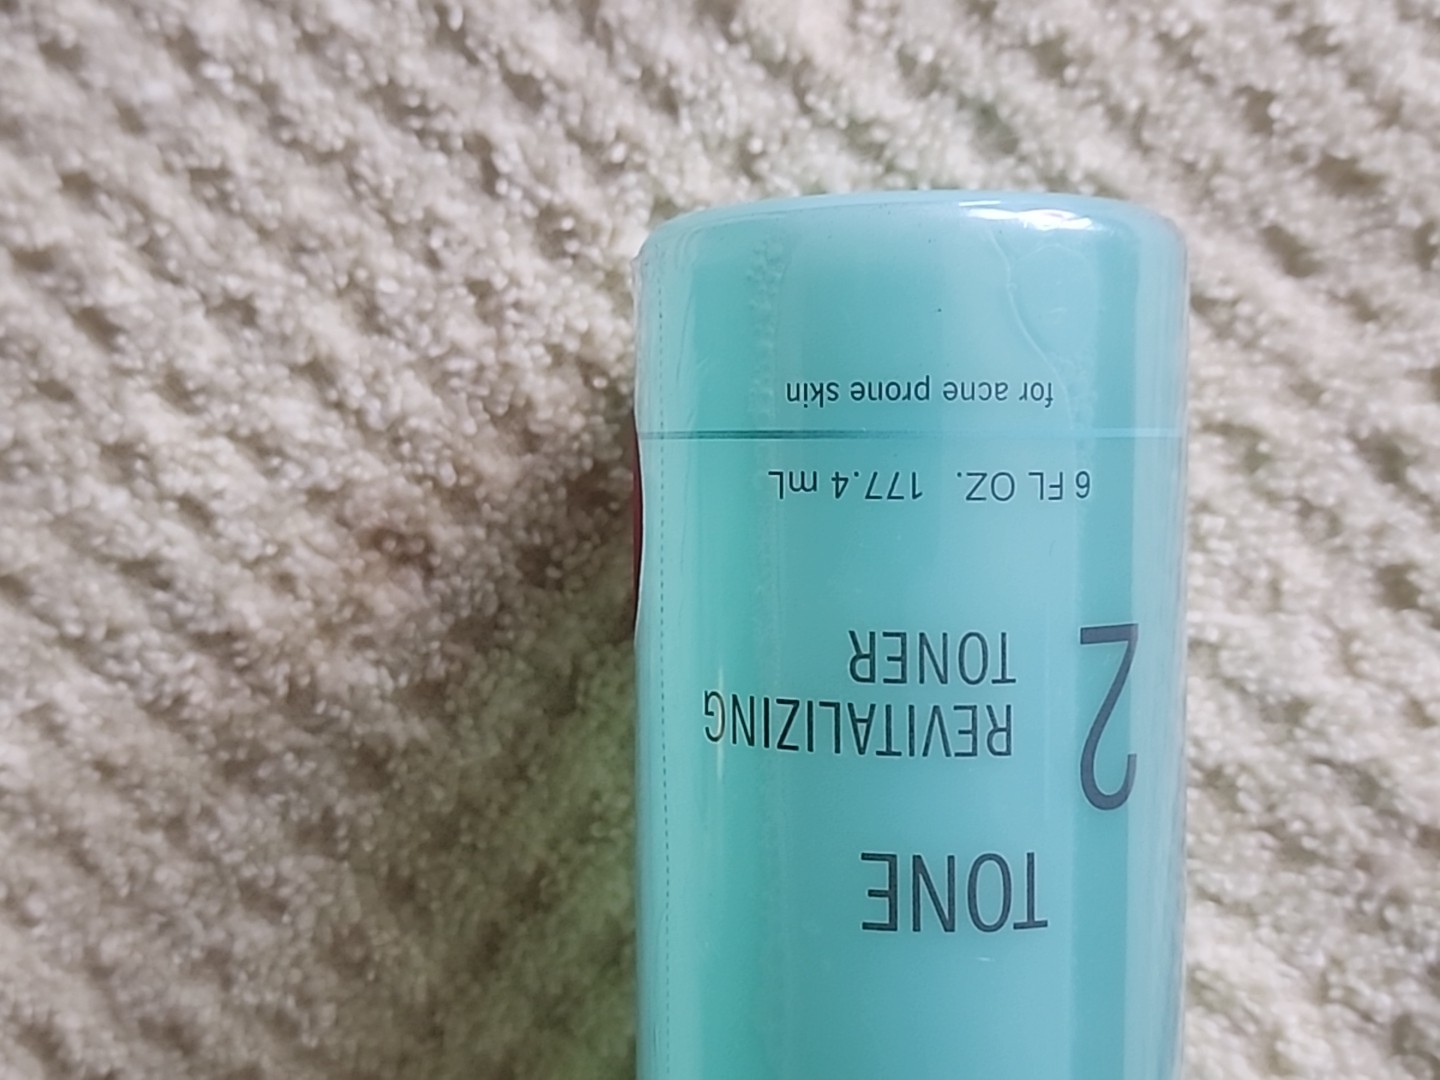 TONE
2
REVITALIZING
TONER
6 FL OZ. 177.4 mL
for acne prone skin